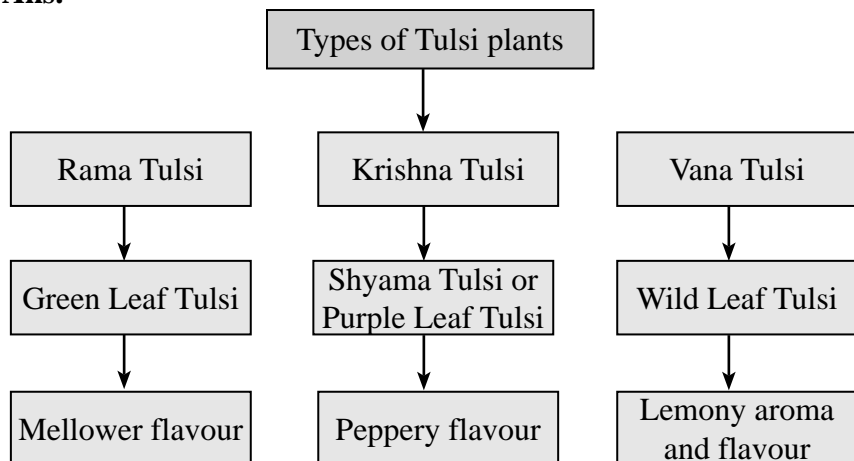 Ans.
Types of Tulsi plants
Rama Tulsi
Krishna Tulsi
Vana Tulsi
Green Leaf Tulsi
Shyama Tulsi or
Purple Leaf Tulsi
Wild Leaf Tulsi
Mellower flavour
Peppery flavour
Lemony aroma
and flavour